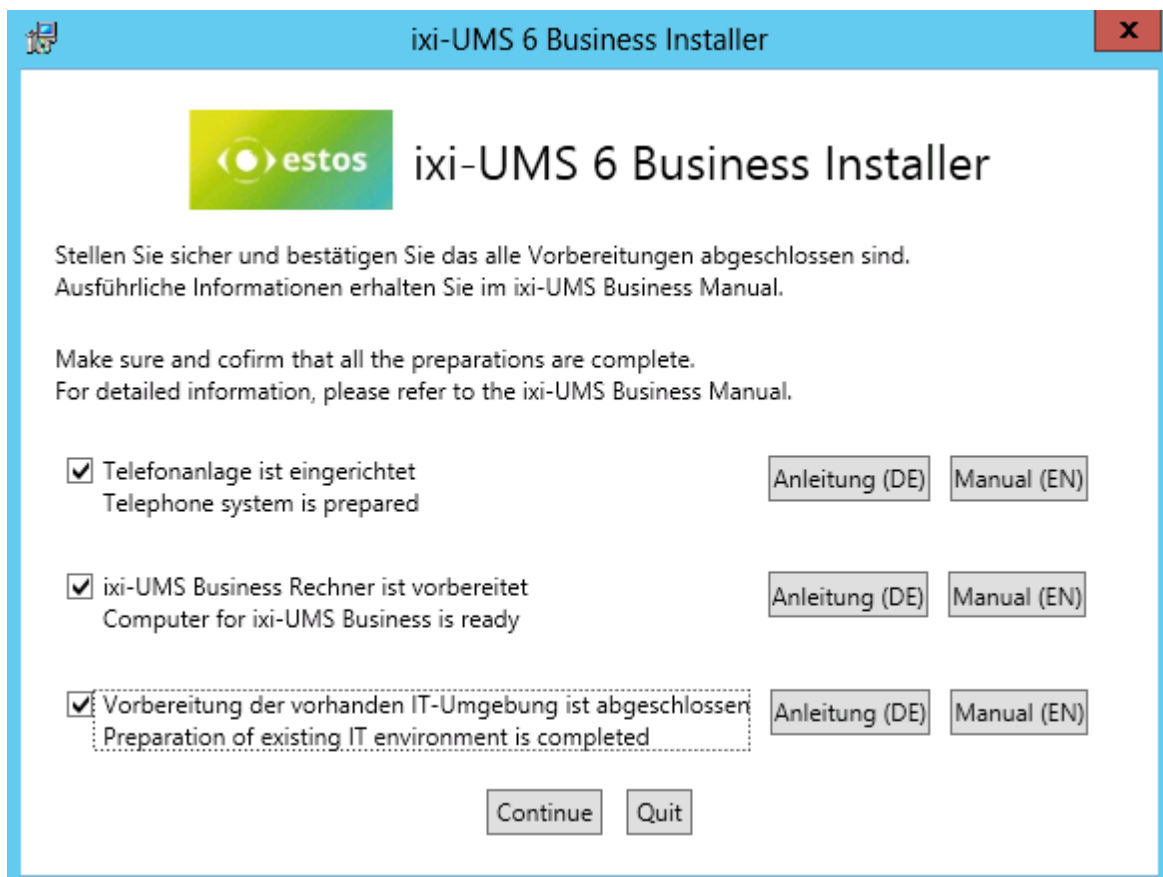 ixi-UMS 6 Business Installer
x
estos
ixi-UMS 6 Business Installer
Stellen Sie sicher und bestätigen Sie das alle Vorbereitungen abgeschlossen sind.
Ausführliche Informationen erhalten Sie im ixi-UMS Business Manual.
Make sure and cofirm that all the preparations are complete.
For detailed information, please refer to the ixi-UMS Business Manual.
Telefonanlage ist eingerichtet
Telephone system is prepared
Anleitung (DE)
Manual (EN)
ixi-UMS Business Rechner ist vorbereitet
Computer for ixi-UMS Business is ready
Anleitung (DE)
Manual (EN)
Vorbereitung der vorhanden IT-Umgebung ist abgeschlossen
Preparation of existing IT environment is completed
Anleitung (DE)
Manual (EN)
Continue
Quit